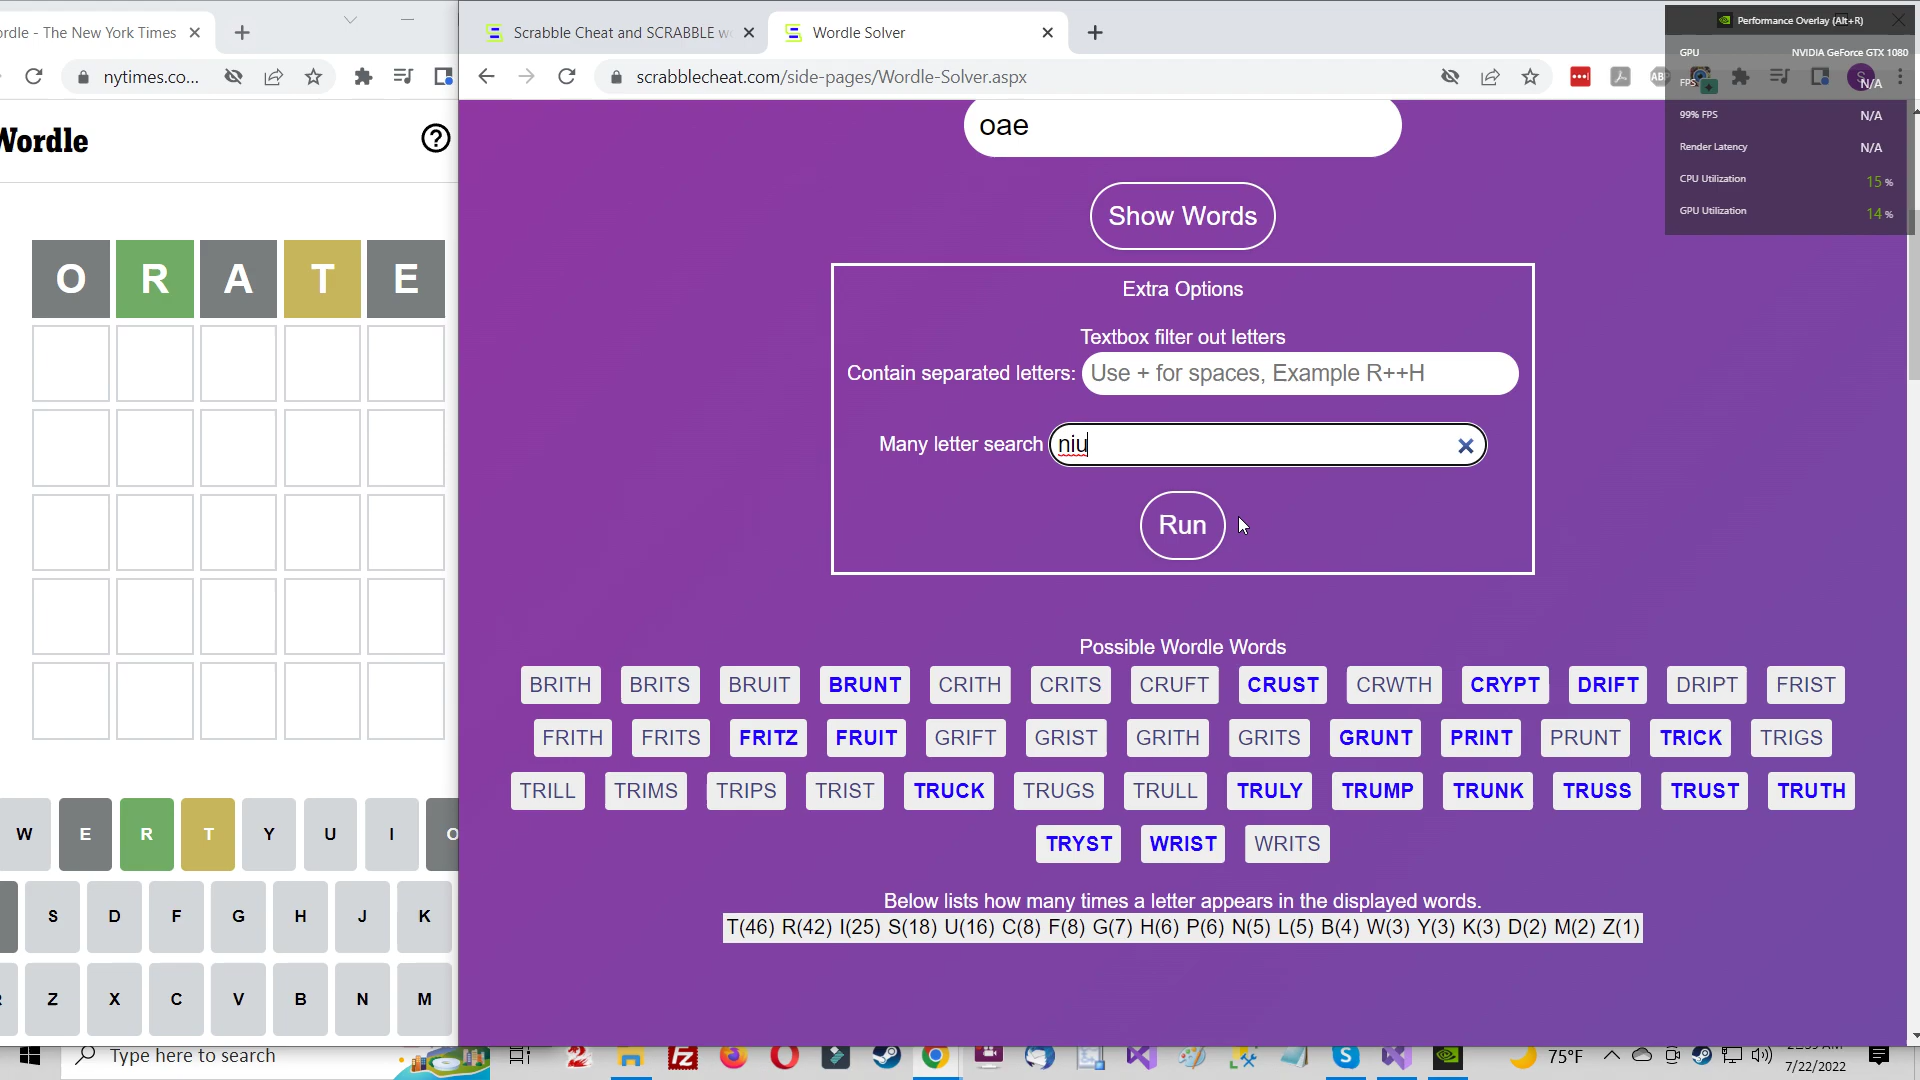 ordle - The New York Times
Scrabble Cheat and SCRABBLE w
Wordle Solver
Performance Overlay (Alt+R)
nytimes.co...
scrabblecheat.com/side-pages/Wordle-Solver.aspx
GPU NVIDIA GeForce GTX 1080
FPS N/A
99% FPS N/A
Render Latency N/A
CPU Utilization 15 %
GPU Utilization 14 %
Wordle
?
O R A T E
W E R T Y U I O
S D F G H J K
Z X C V B N M
oae
Show Words
Extra Options
Textbox filter out letters
Contain separated letters: Use + for spaces, Example R++H
Many letter search niu
Run
Possible Wordle Words
BRITH BRITS BRUIT BRUNT CRITH CRITS CRUFT CRUST CRWTH CRYPT DRIFT DRIPT FRIST
FRITH FRITS FRITZ FRUIT GRIFT GRIST GRITH GRITS GRUNT PRINT PRUNT TRICK TRIGS
TRILL TRIMS TRIPS TRIST TRUCK TRUGS TRULL TRULY TRUMP TRUNK TRUSS TRUST TRUTH
TRYST WRIST WRITS
Below lists how many times a letter appears in the displayed words.
T(46) R(42) I(25) S(18) U(16) C(8) F(8) G(7) H(6) P(6) N(5) L(5) B(4) W(3) Y(3) K(3) D(2) M(2) Z(1)
Type here to search
75°F
7/22/2022